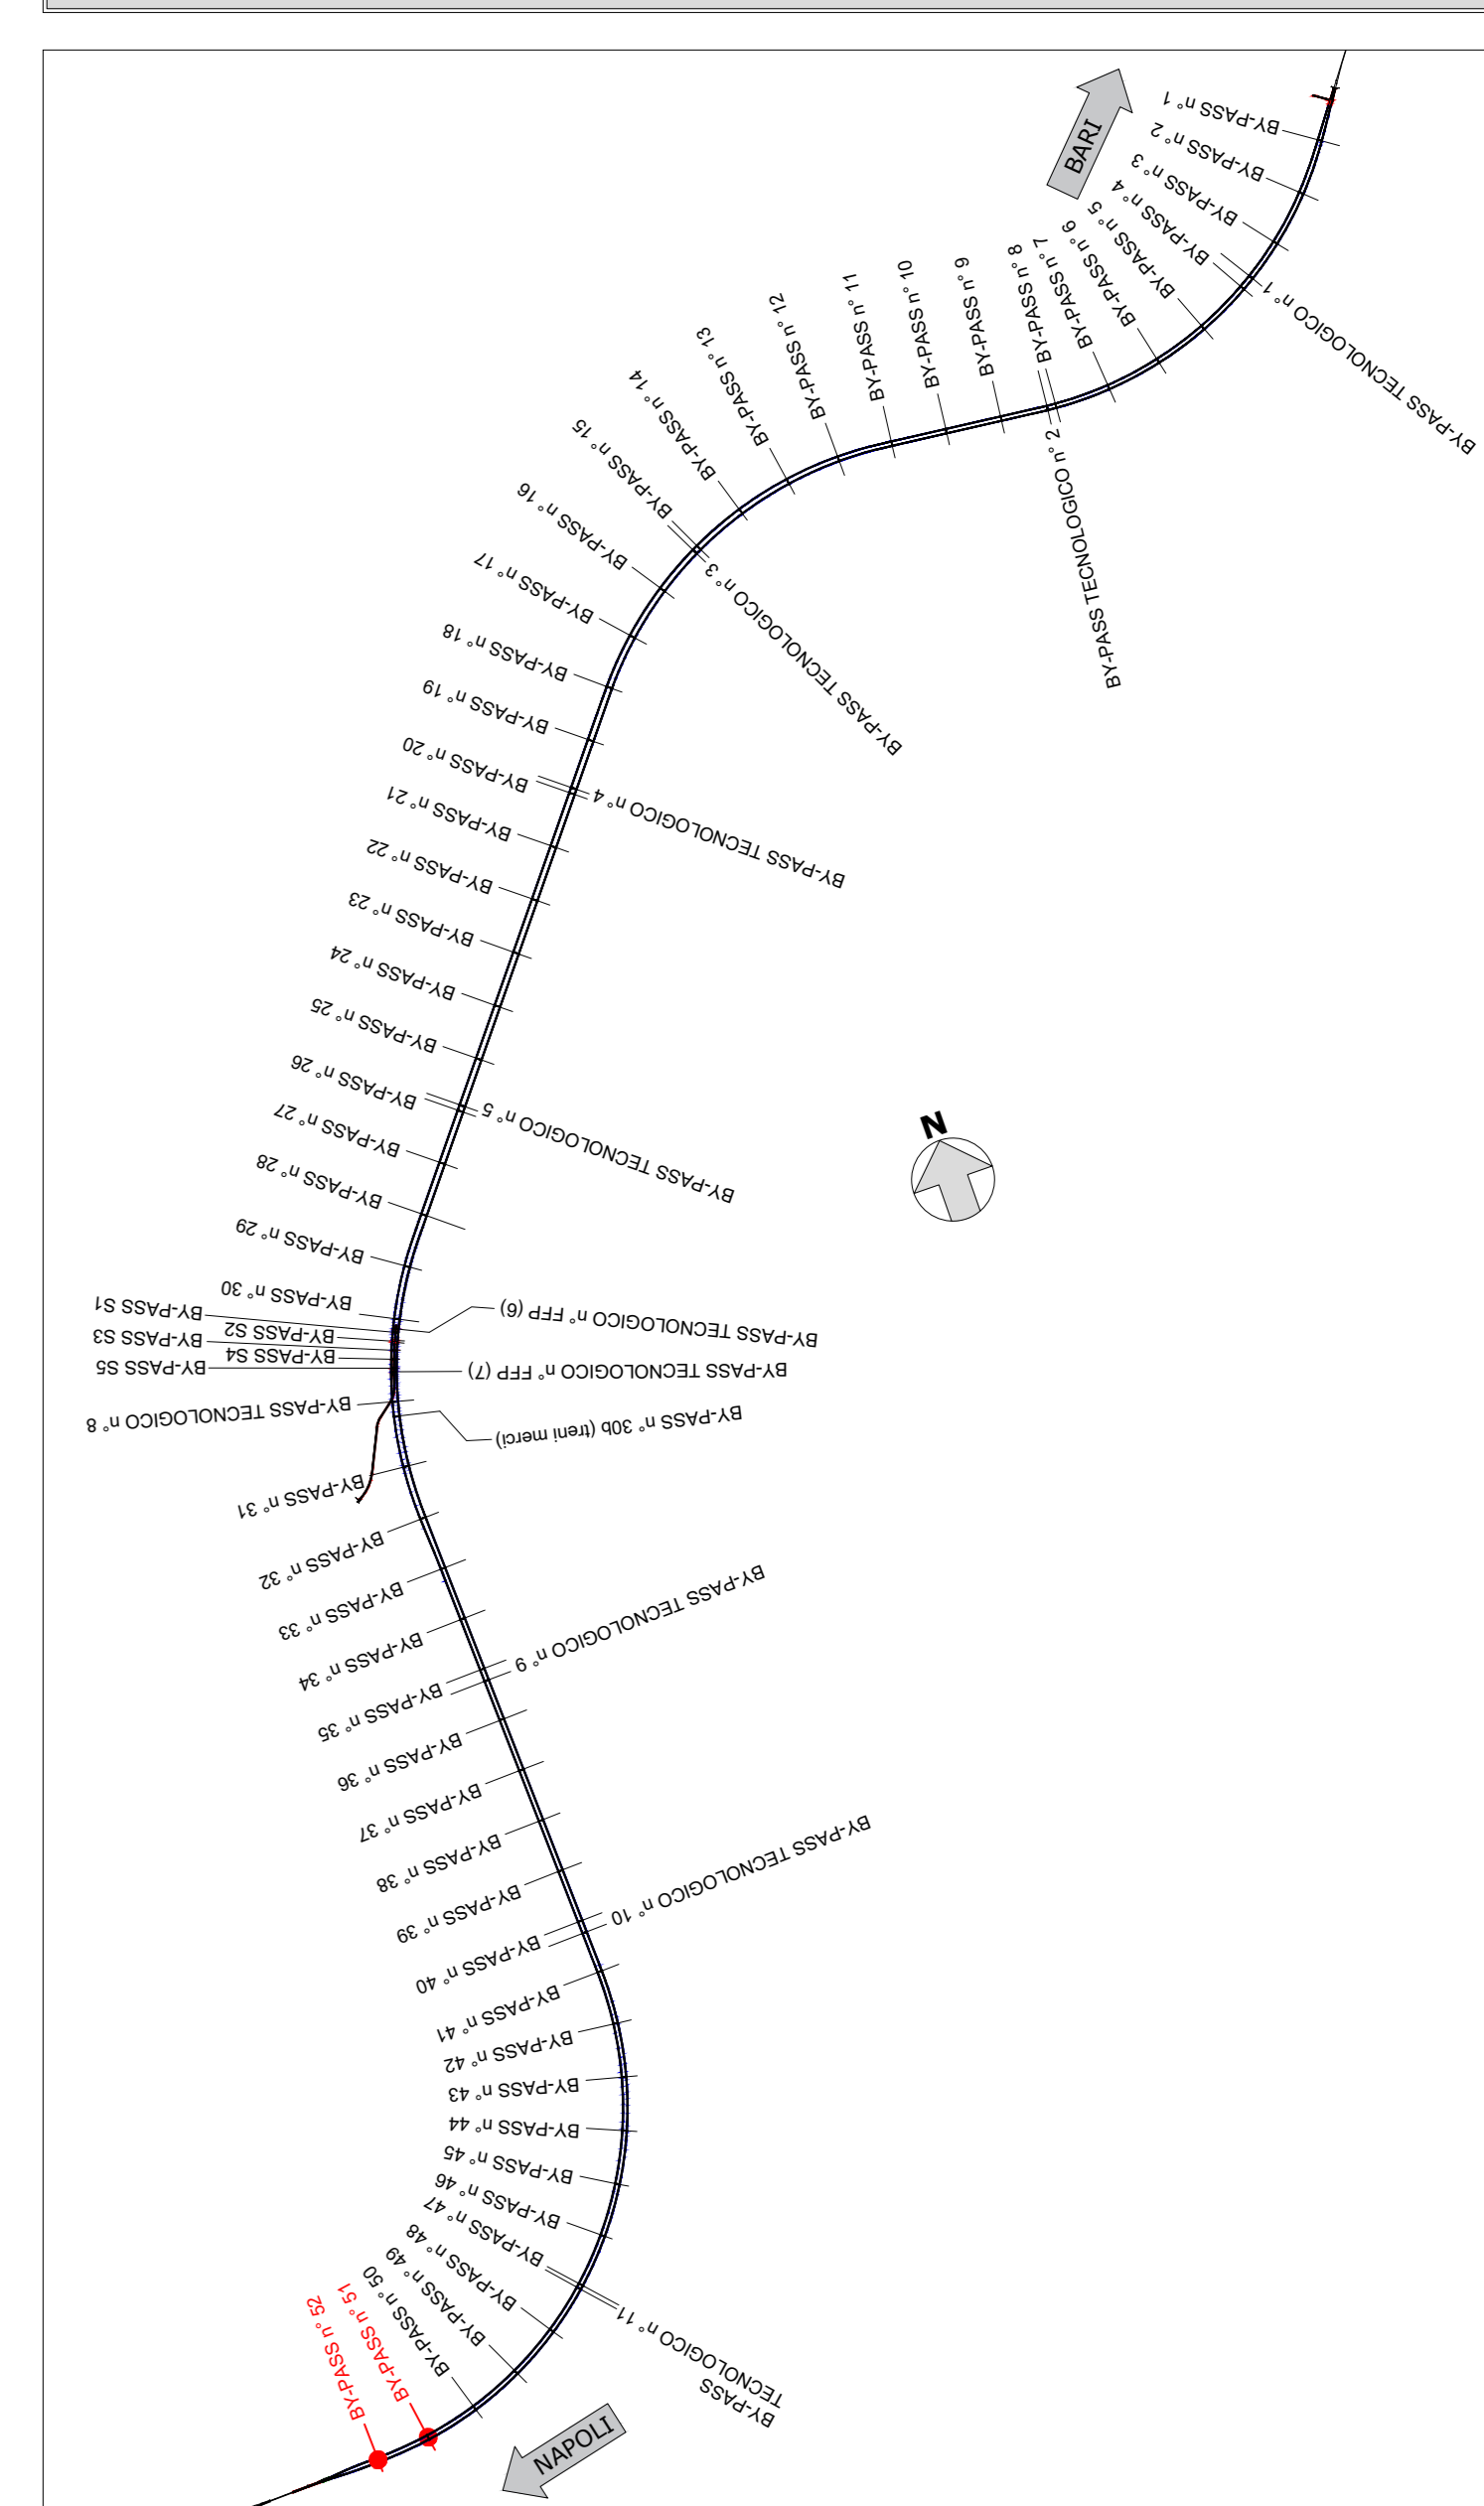 BARI
BY-PASS n° 1
BY-PASS n° 2
BY-PASS n° 3
BY-PASS n° 4
BY-PASS TECNOLOGICO n° 1
BY-PASS n° 5
BY-PASS n° 6
BY-PASS n° 7
BY-PASS n° 8
BY-PASS TECNOLOGICO n° 2
BY-PASS n° 9
BY-PASS n° 10
BY-PASS n° 11
BY-PASS n° 12
BY-PASS n° 13
BY-PASS n° 14
BY-PASS n° 15
BY-PASS TECNOLOGICO n° 3
BY-PASS n° 16
BY-PASS n° 17
BY-PASS n° 18
BY-PASS n° 19
BY-PASS n° 20
BY-PASS TECNOLOGICO n° 4
BY-PASS n° 21
BY-PASS n° 22
BY-PASS n° 23
BY-PASS n° 24
BY-PASS n° 25
BY-PASS n° 26
BY-PASS TECNOLOGICO n° 5
N
BY-PASS n° 27
BY-PASS n° 28
BY-PASS n° 29
BY-PASS n° 30
BY-PASS TECNOLOGICO n° FFP (6)
BY-PASS S1
BY-PASS S2
BY-PASS S3
BY-PASS S4
BY-PASS S5
BY-PASS TECNOLOGICO n° FFP (7)
BY-PASS TECNOLOGICO n° 8
BY-PASS n° 30b (treni merci)
BY-PASS n° 31
BY-PASS n° 32
BY-PASS n° 33
BY-PASS n° 34
BY-PASS n° 35
BY-PASS TECNOLOGICO n° 9
BY-PASS n° 36
BY-PASS n° 37
BY-PASS n° 38
BY-PASS n° 39
BY-PASS n° 40
BY-PASS TECNOLOGICO n° 10
BY-PASS n° 41
BY-PASS n° 42
BY-PASS n° 43
BY-PASS n° 44
BY-PASS n° 45
BY-PASS n° 46
BY-PASS n° 47
BY-PASS
TECNOLOGICO n° 11
BY-PASS n° 48
BY-PASS n° 49
BY-PASS n° 50
BY-PASS n° 51
BY-PASS n° 52
NAPOLI